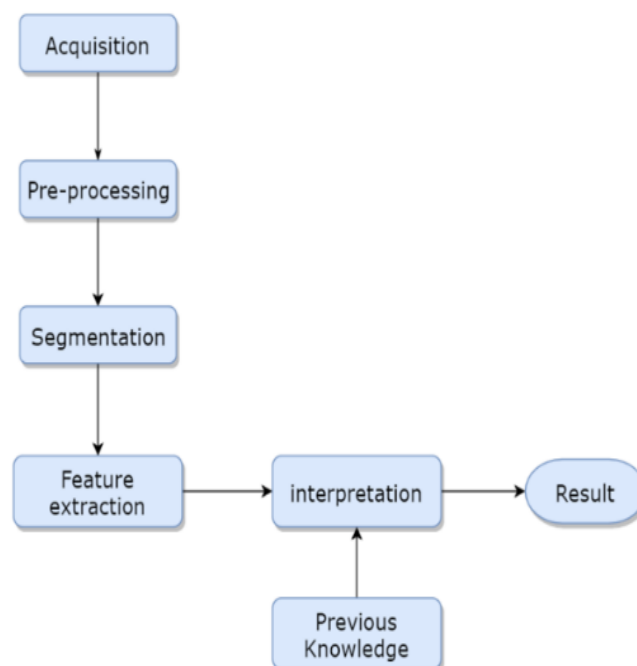 Acquisition
Pre-processing
Segmentation
Feature
extraction
interpretation
Result
Previous
Knowledge